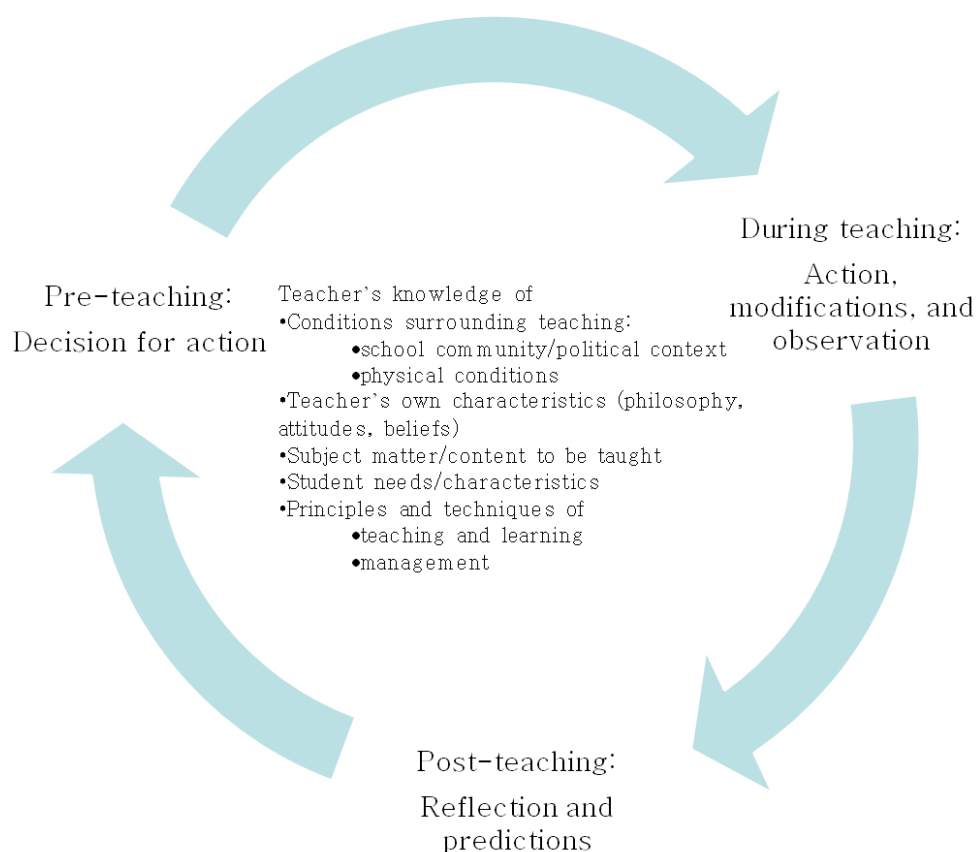 During teaching:
Action,
modifications, and
observation
Pre-teaching:
Decision for action
Teacher's knowledge of
•Conditions surrounding teaching:
•school community/political context
•physical conditions
•Teacher's own characteristics (philosophy,
attitudes, beliefs)
•Subject matter/content to be taught
•Student needs/characteristics
•Principles and techniques of
•teaching and learning
•management
Post-teaching:
Reflection and
predictions